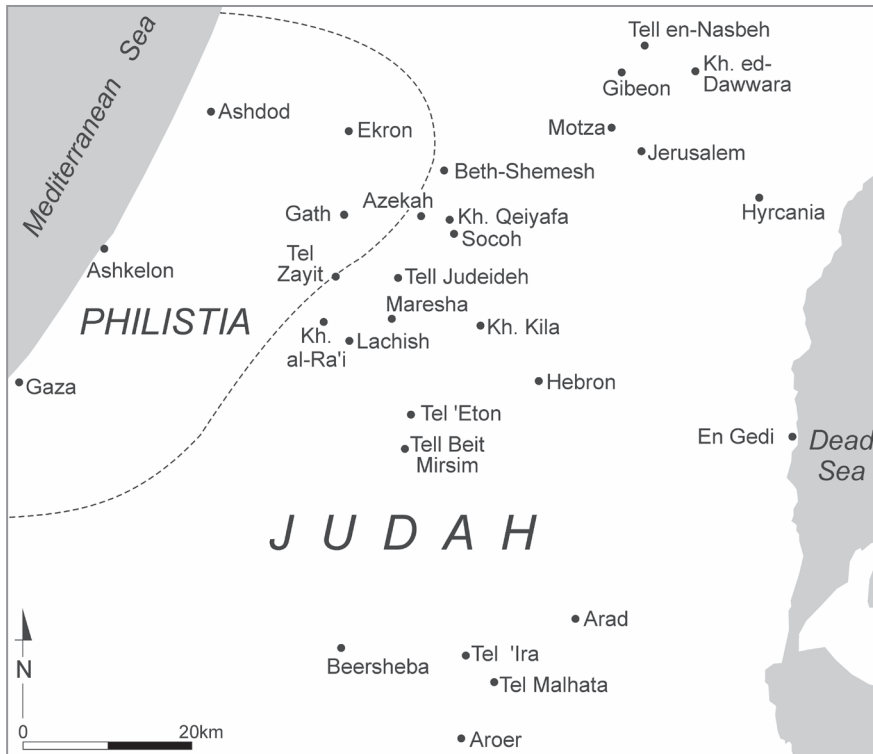 Mediterranean Sea
Tell en-Nasbeh
Gibeon
Kh. ed-
Dawwara
Ashdod
Ekron
Motza
Jerusalem
Beth-Shemesh
Hyrcania
Gath
Azekah
Kh. Qeiyafa
Socoh
Ashkelon
Tel
Zayit
Tell Judeideh
Maresha
PHILISTIA
Kh.
al-Ra'i
Lachish
Kh. Kila
Gaza
Hebron
Tel 'Eton
Tell Beit
Mirsim
En Gedi
Dead
Sea
JUDAH
Arad
Beersheba
Tel 'Ira
Tel Malhata
Aroer
N
0 20km